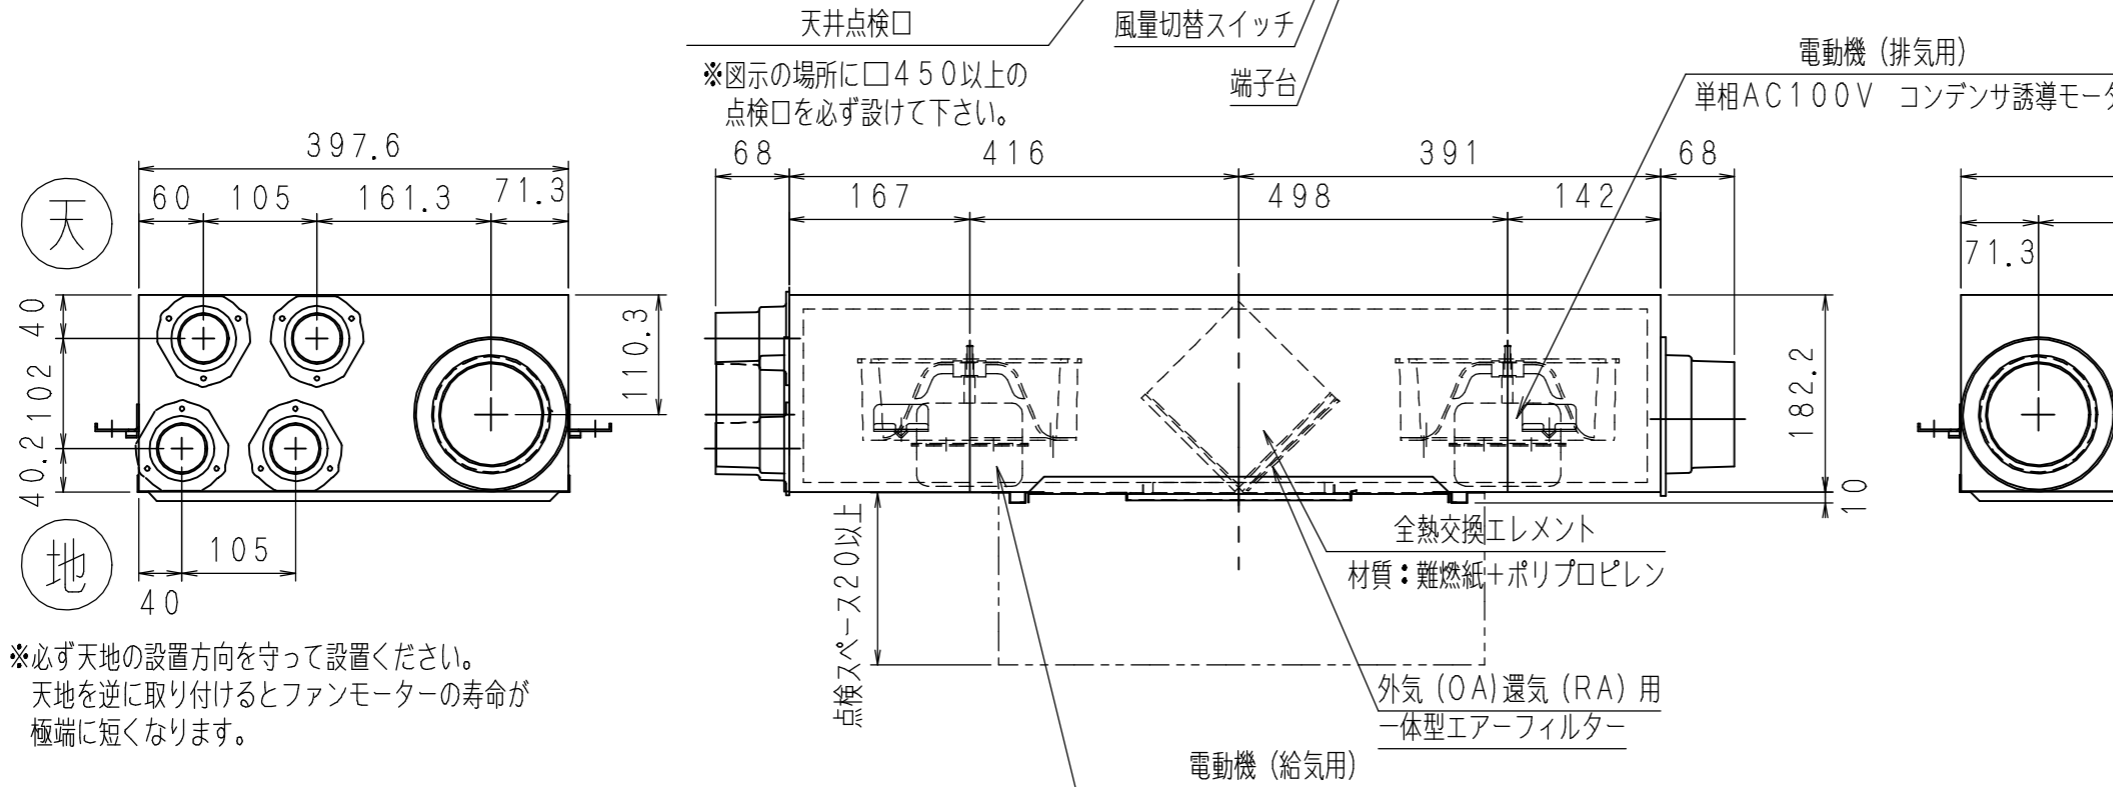 天井点検口
※図示の場所に□450以上の
点検口を必ず設けて下さい。
風量切替スイッチ
端子台
電動機（排気用）
単相AC100V コンデンサ誘導モータ
397.6
60 105 161.3 71.3
天
40
102
40.2
110.3
地
105
40
※必ず天地の設置方向を守って設置ください。
天地を逆に取り付けるとファンモーターの寿命が
極端に短くなります。
68 416 391 68
167 498 142
182.2
10
点検スペース20以上
全熱交換エレメント
材質：難燃紙＋ポリプロピレン
外気（OA）還気（RA）用
一体型エアーフィルター
電動機（給気用）
71.3